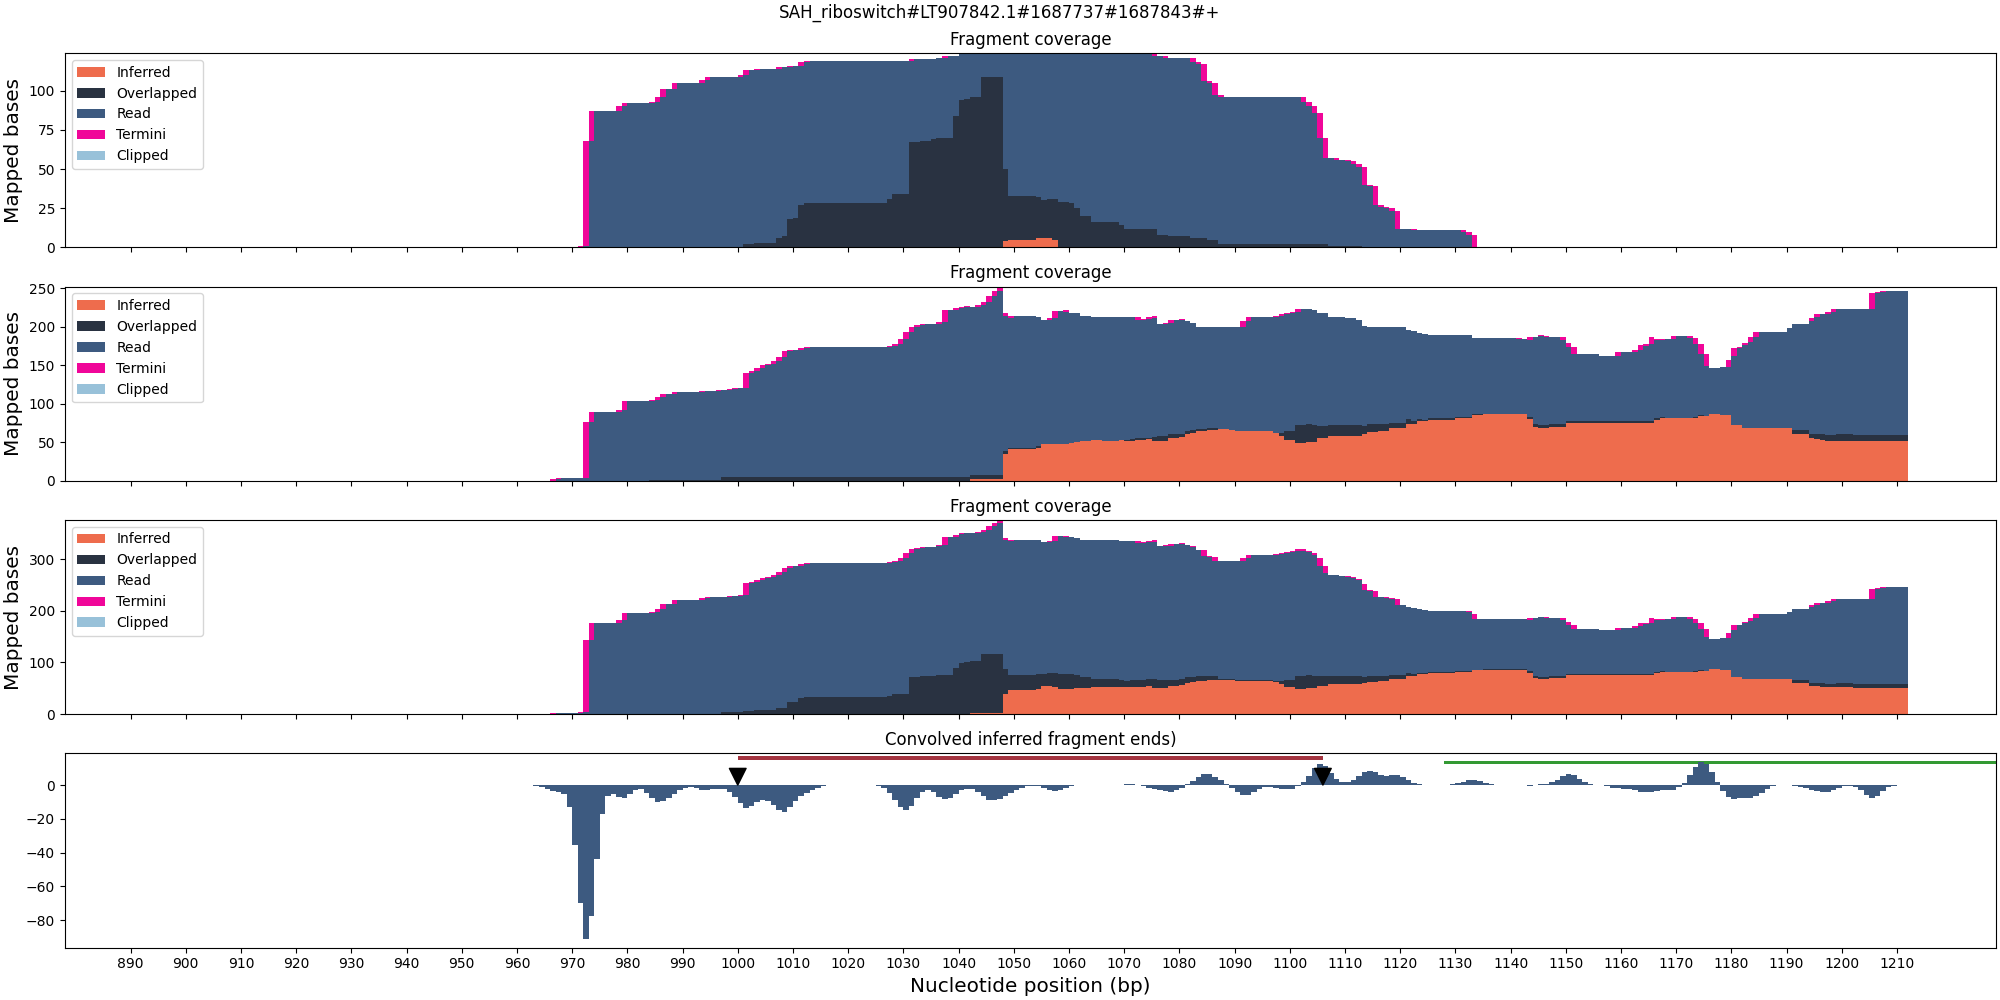 SAH_riboswitch#LT907842.1#1687737#1687843#+
Fragment coverage
Mapped bases
100
75
50
25
0
Inferred
Overlapped
Read
Termini
Clipped
Fragment coverage
Mapped bases
250
200
150
100
50
0
Inferred
Overlapped
Read
Termini
Clipped
Fragment coverage
Mapped bases
300
200
100
0
Inferred
Overlapped
Read
Termini
Clipped
Convolved inferred fragment ends)
0
−20
−40
−60
−80
890 900 910 920 930 940 950 960 970 980 990 1000 1010 1020 1030 1040 1050 1060 1070 1080 1090 1100 1110 1120 1130 1140 1150 1160 1170 1180 1190 1200 1210
Nucleotide position (bp)